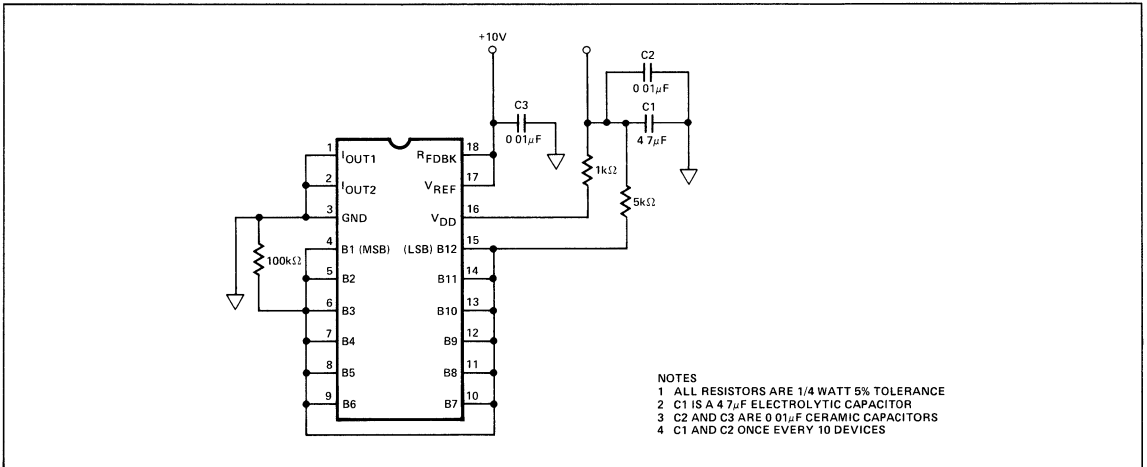 +10V
C2
0 01μF
C1
4 7μF
C3
0 01μF
1kΩ
5kΩ
100kΩ
1 IOUT1
2 IOUT2
3 GND
4 B1 (MSB)
5 B2
6 B3
7 B4
8 B5
9 B6
RFDBK 18
VREF 17
VDD 16
(LSB) B12 15
B11 14
B10 13
B9 12
B8 11
B7 10
NOTES
1 ALL RESISTORS ARE 1/4 WATT 5% TOLERANCE
2 C1 IS A 4 7μF ELECTROLYTIC CAPACITOR
3 C2 AND C3 ARE 0 01μF CERAMIC CAPACITORS
4 C1 AND C2 ONCE EVERY 10 DEVICES